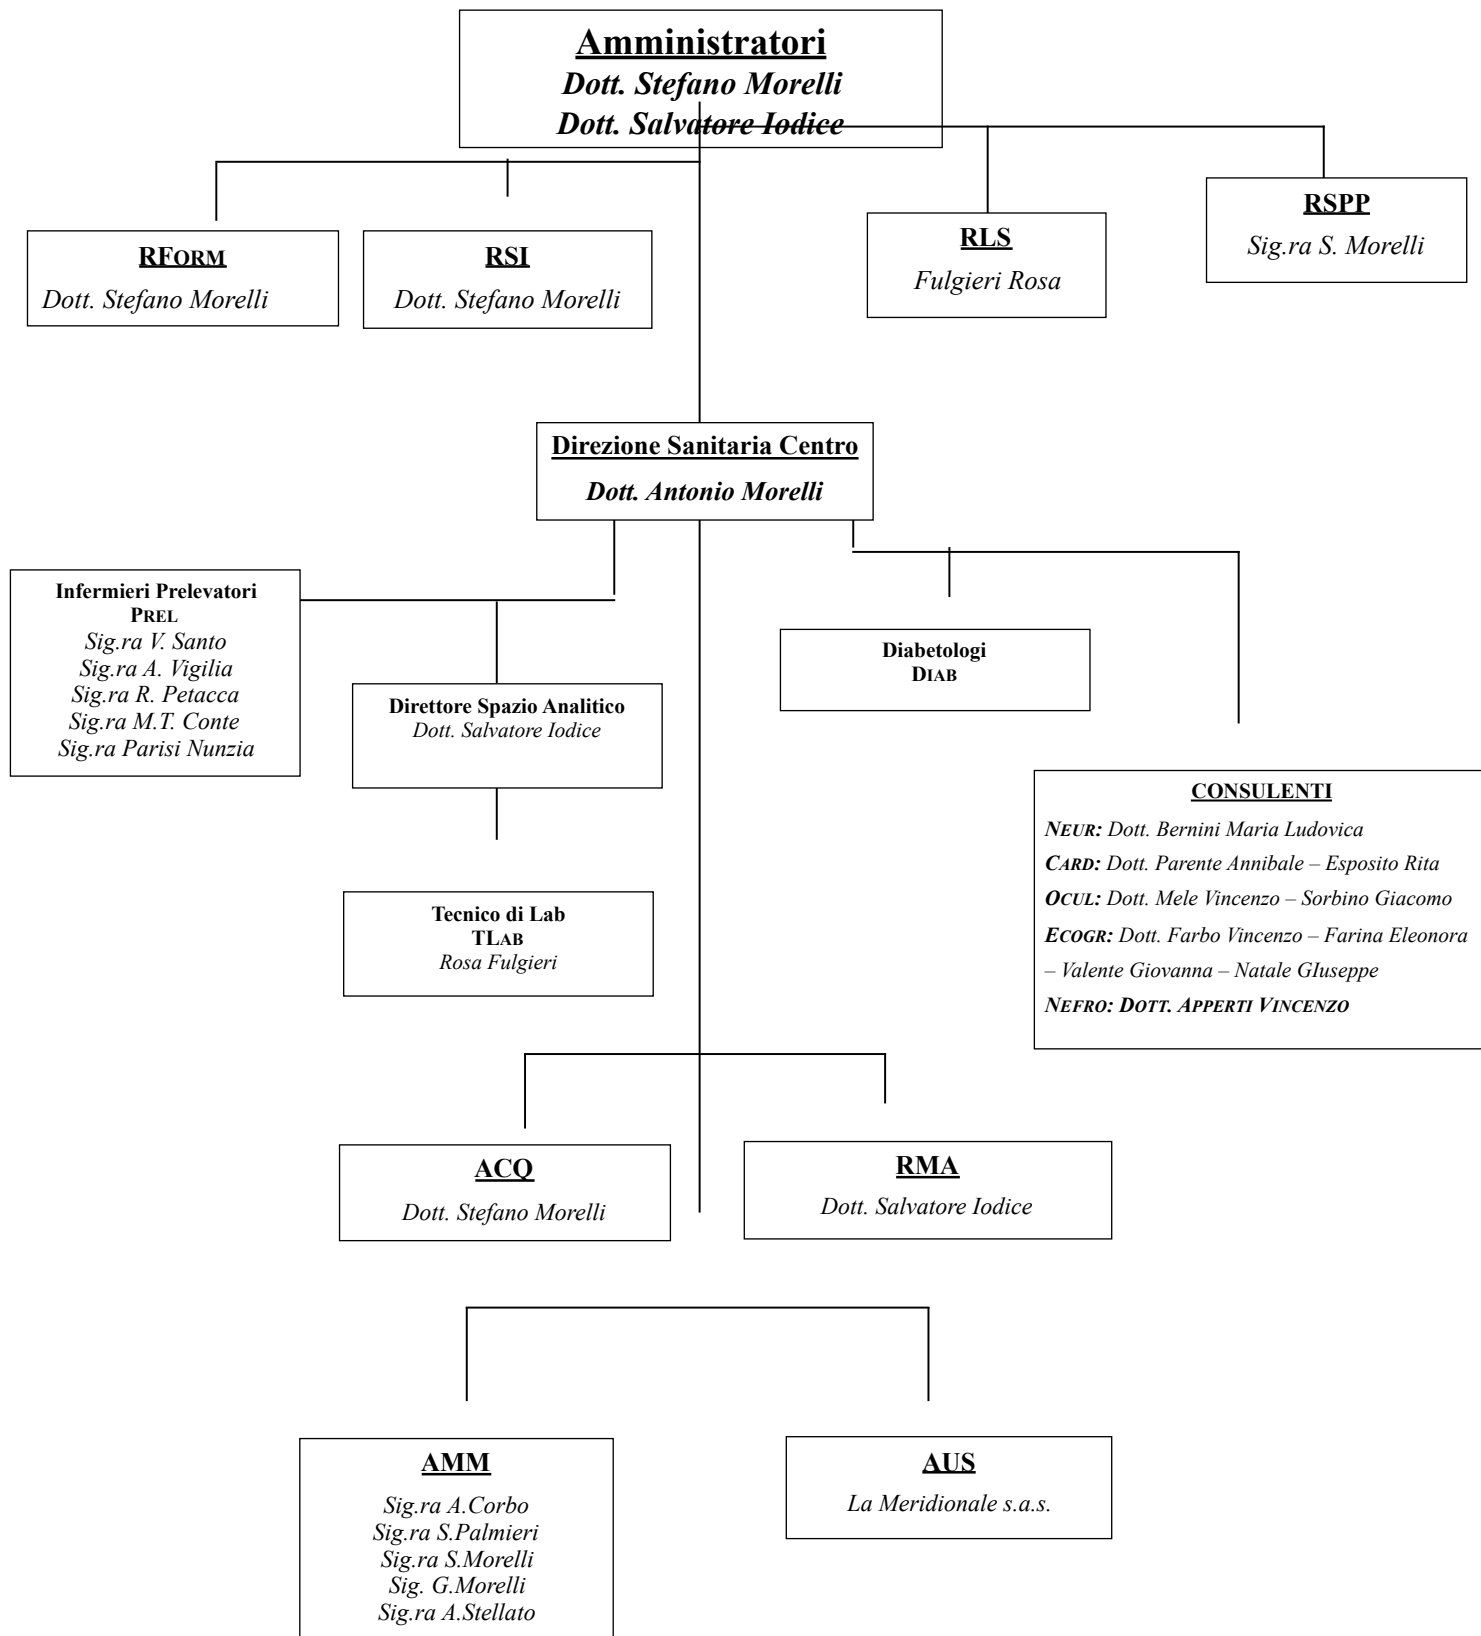 Amministratori
Dott. Stefano Morelli
Dott. Salvatore Iodice
RFORM
Dott. Stefano Morelli
RSI
Dott. Stefano Morelli
RLS
Fulgieri Rosa
RSPP
Sig.ra S. Morelli
Direzione Sanitaria Centro
Dott. Antonio Morelli
Infermieri Prelevatori
PREL
Sig.ra V. Santo
Sig.ra A. Vigilia
Sig.ra R. Petacca
Sig.ra M.T. Conte
Sig.ra Parisi Nunzia
Direttore Spazio Analitico
Dott. Salvatore Iodice
Diabetologi
DIAB
Tecnico di Lab
TLAB
Rosa Fulgieri
CONSULENTI
NEUR: Dott. Bernini Maria Ludovica
CARD: Dott. Parente Annibale – Esposito Rita
OCUL: Dott. Mele Vincenzo – Sorbino Giacomo
ECOGR: Dott. Farbo Vincenzo – Farina Eleonora
– Valente Giovanna – Natale GIuseppe
NEFRO: DOTT. APPERTI VINCENZO
ACQ
Dott. Stefano Morelli
RMA
Dott. Salvatore Iodice
AMM
Sig.ra A.Corbo
Sig.ra S.Palmieri
Sig.ra S.Morelli
Sig. G.Morelli
Sig.ra A.Stellato
AUS
La Meridionale s.a.s.